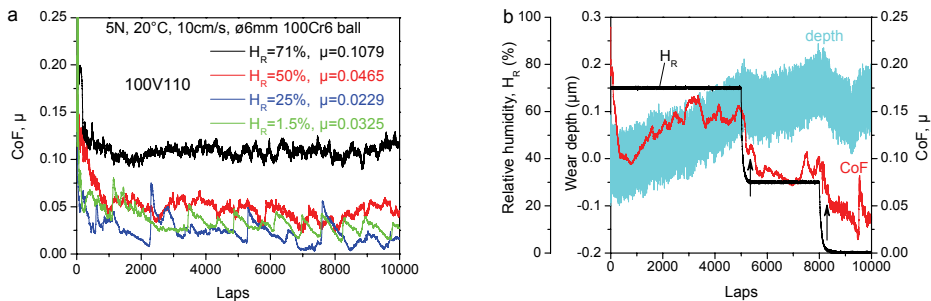 a
5N, 20°C, 10cm/s, ø6mm 100Cr6 ball
100V110
H_R=71%, μ=0.1079
H_R=50%, μ=0.0465
H_R=25%, μ=0.0229
H_R=1.5%, μ=0.0325
CoF, μ
0.25
0.20
0.15
0.10
0.05
0.00
0 2000 4000 6000 8000 10000
Laps
b
Relative humidity, H_R (%)
100
80
60
40
20
0
Wear depth (μm)
0.3
0.2
0.1
0.0
-0.1
-0.2
H_R
depth
CoF
0.25
0.20
0.15
0.10
0.05
0.00
CoF, μ
0 2000 4000 6000 8000 10000
Laps